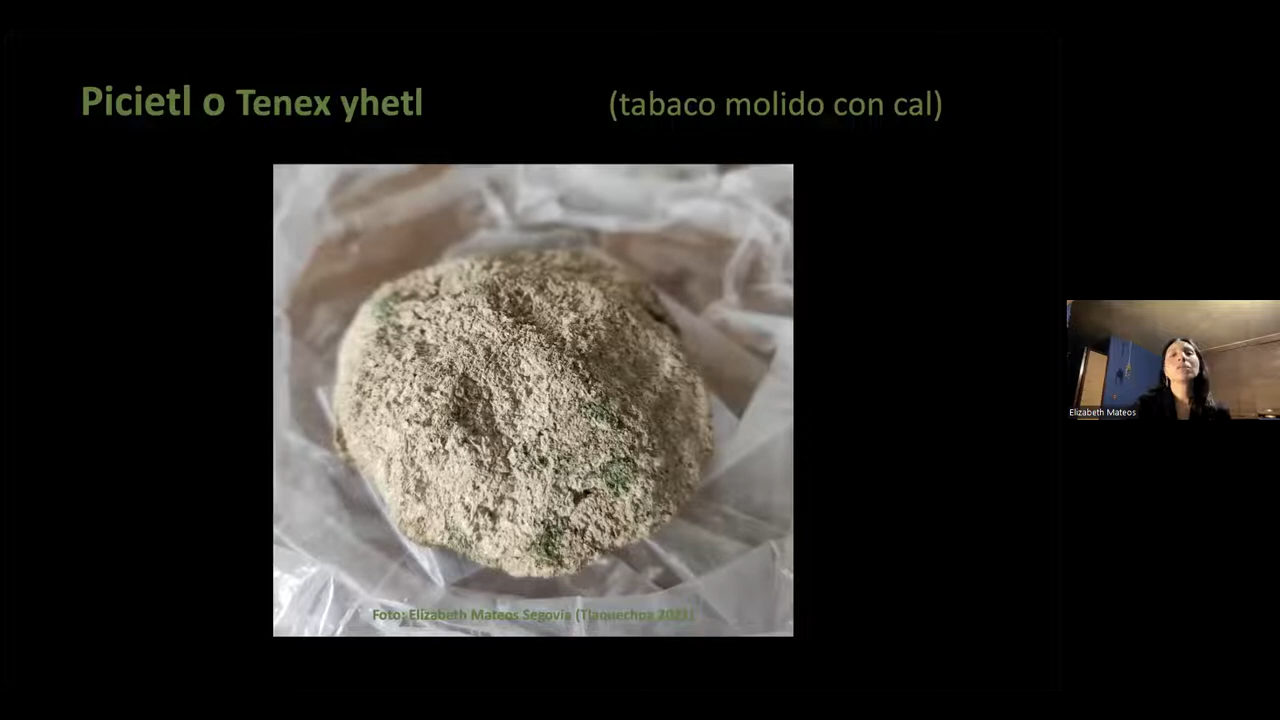 Picietl o Tenex yhetl (tabaco molido con cal)
Foto: Elizabeth Mateos Segovia (Tlaquechpa 2021)
Elizabeth Mateos